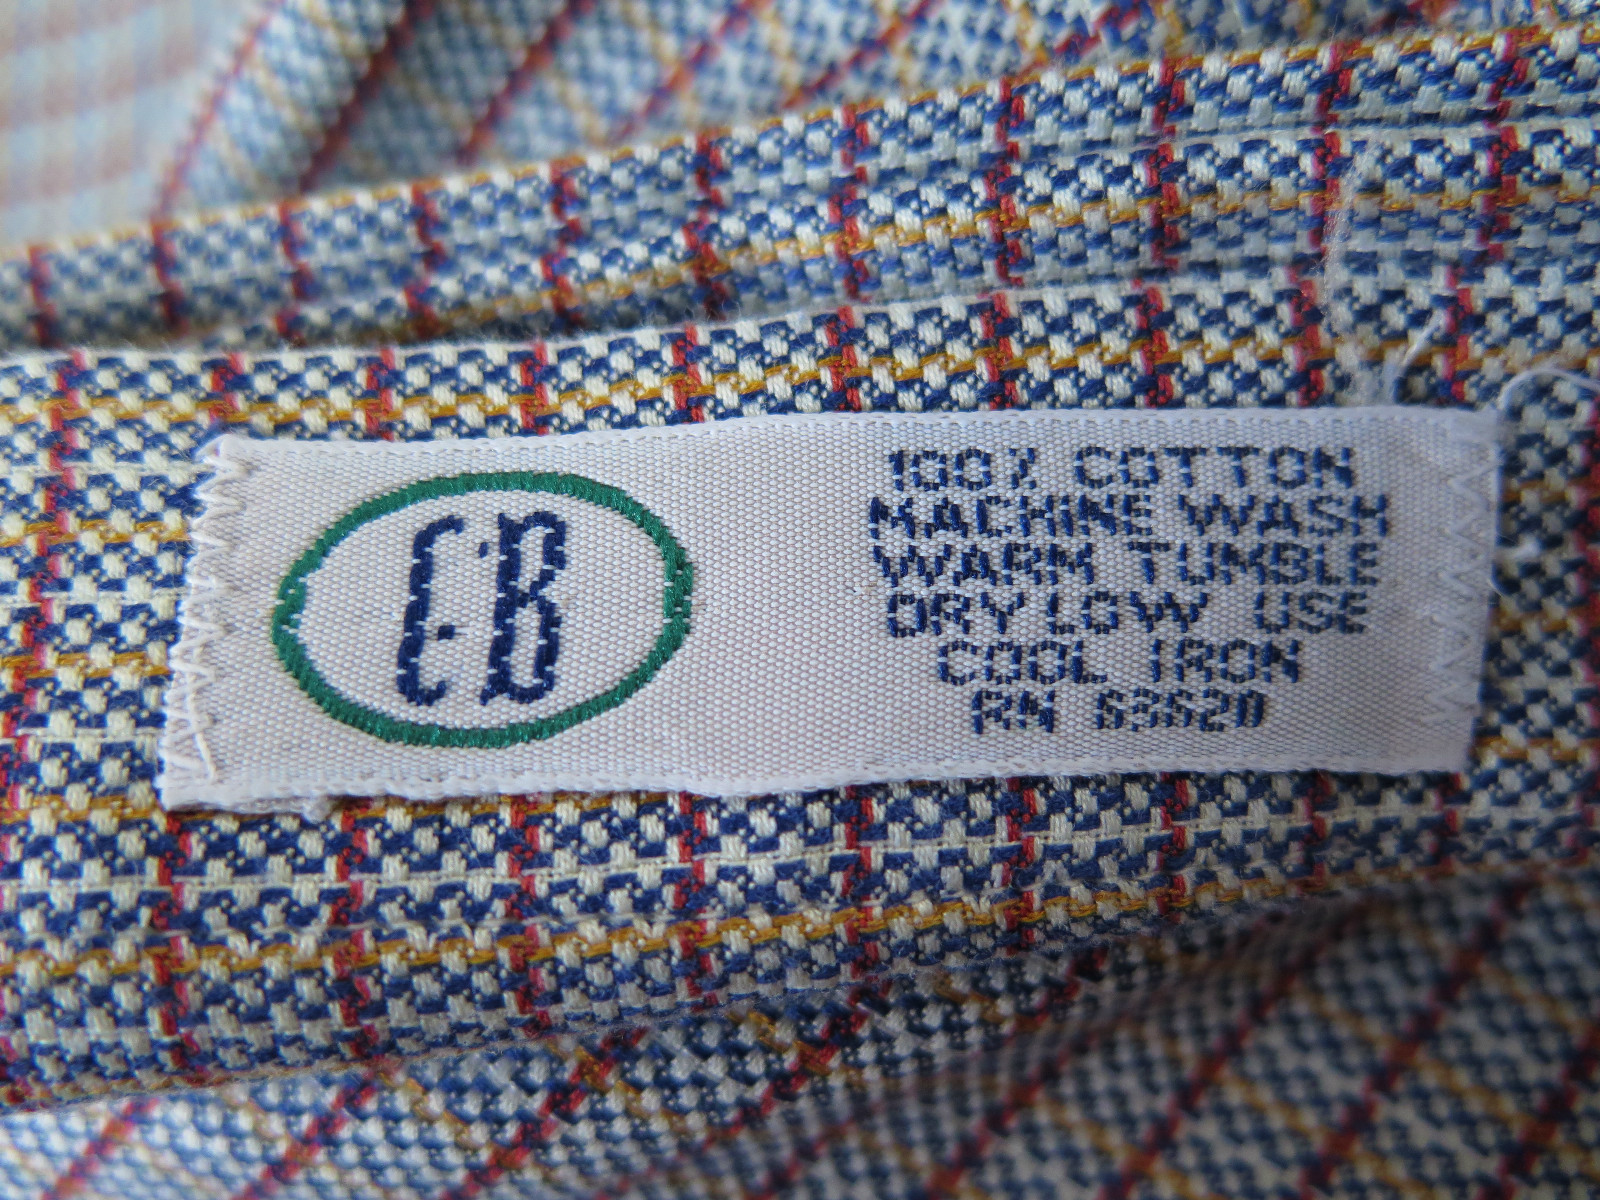 C·B
100% COTTON
MACHINE WASH
WARM TUMBLE
DRY LOW USE
COOL IRON
RN 63620